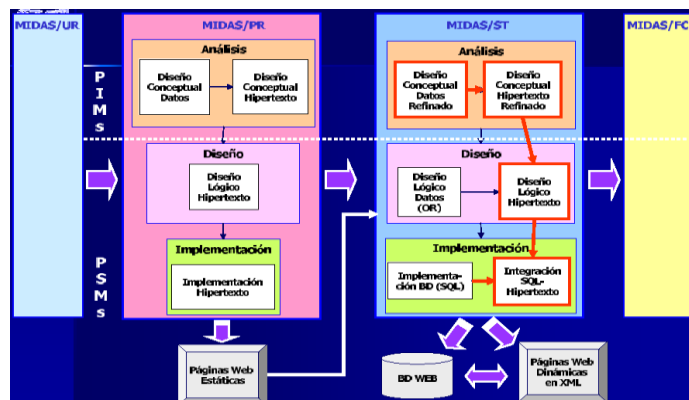 MIDAS/UR
MIDAS/PR
MIDAS/ST
MIDAS/FC
PIMs
PSMs
Análisis
Diseño
Conceptual
Datos
Diseño
Conceptual
Hipertexto
Diseño
Diseño
Lógico
Hipertexto
Implementación
Implementación
Hipertexto
Páginas Web
Estáticas
Análisis
Diseño
Conceptual
Datos
Refinado
Diseño
Conceptual
Hipertexto
Refinado
Diseño
Diseño
Lógico
Datos
(OR)
Diseño
Lógico
Hipertexto
Implementación
Implementa-
ción BD (SQL)
Integración
SQL-
Hipertexto
BD WEB
Páginas Web
Dinámicas
en XML